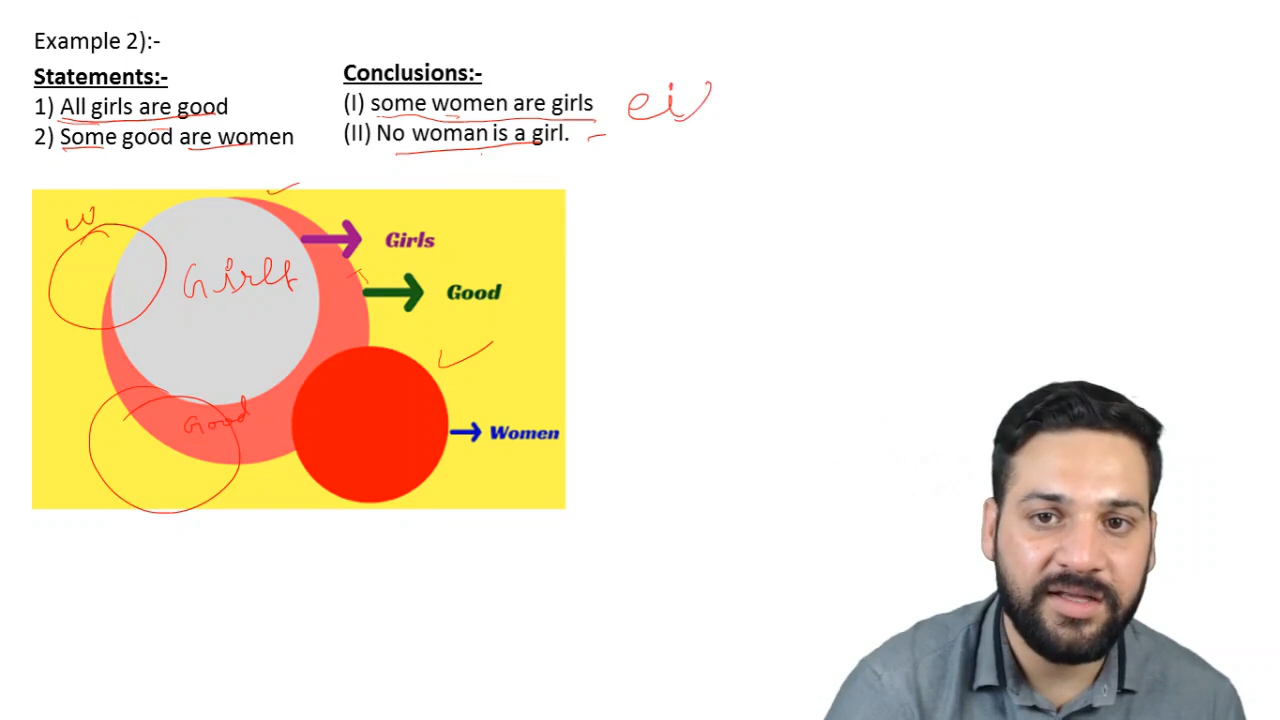 Example 2):-
Statements:-
1) All girls are good
2) Some good are women
Conclusions:-
(I) some women are girls
(II) No woman is a girl.
ei
W
Girls
Girls
Good
Good
Women